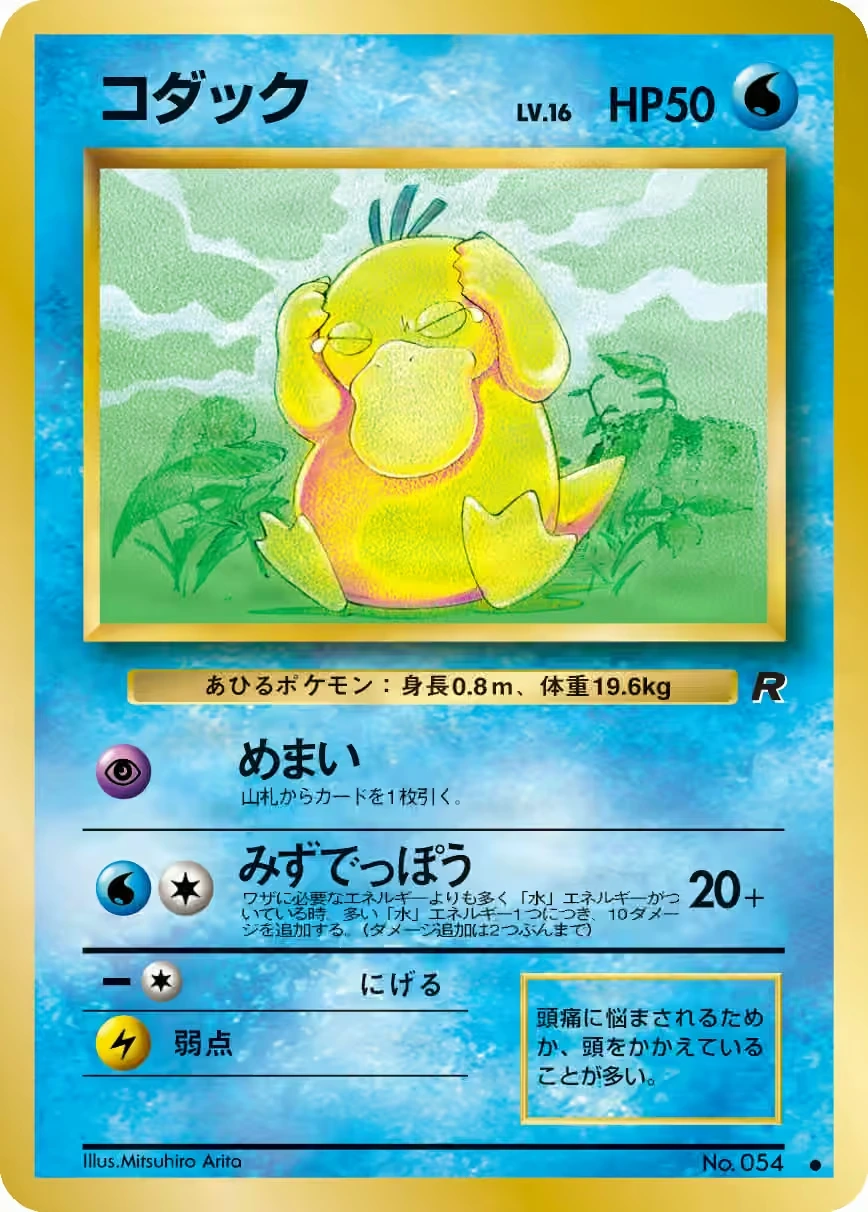 コダック
LV.16 HP50
あひるポケモン：身長0.8m、体重19.6kg
R
めまい
山札からカードを1枚引く。
みずでっぽう
20+
ワザに必要なエネルギーよりも多く「水」エネルギーがつ
いている時、多い「水」エネルギー1つにつき、10ダメー
ジを追加する。(ダメージ追加は2つぶんまで)
にげる
弱点
頭痛に悩まされるため
か、頭をかかえている
ことが多い。
Illus.Mitsuhiro Arita
No. 054